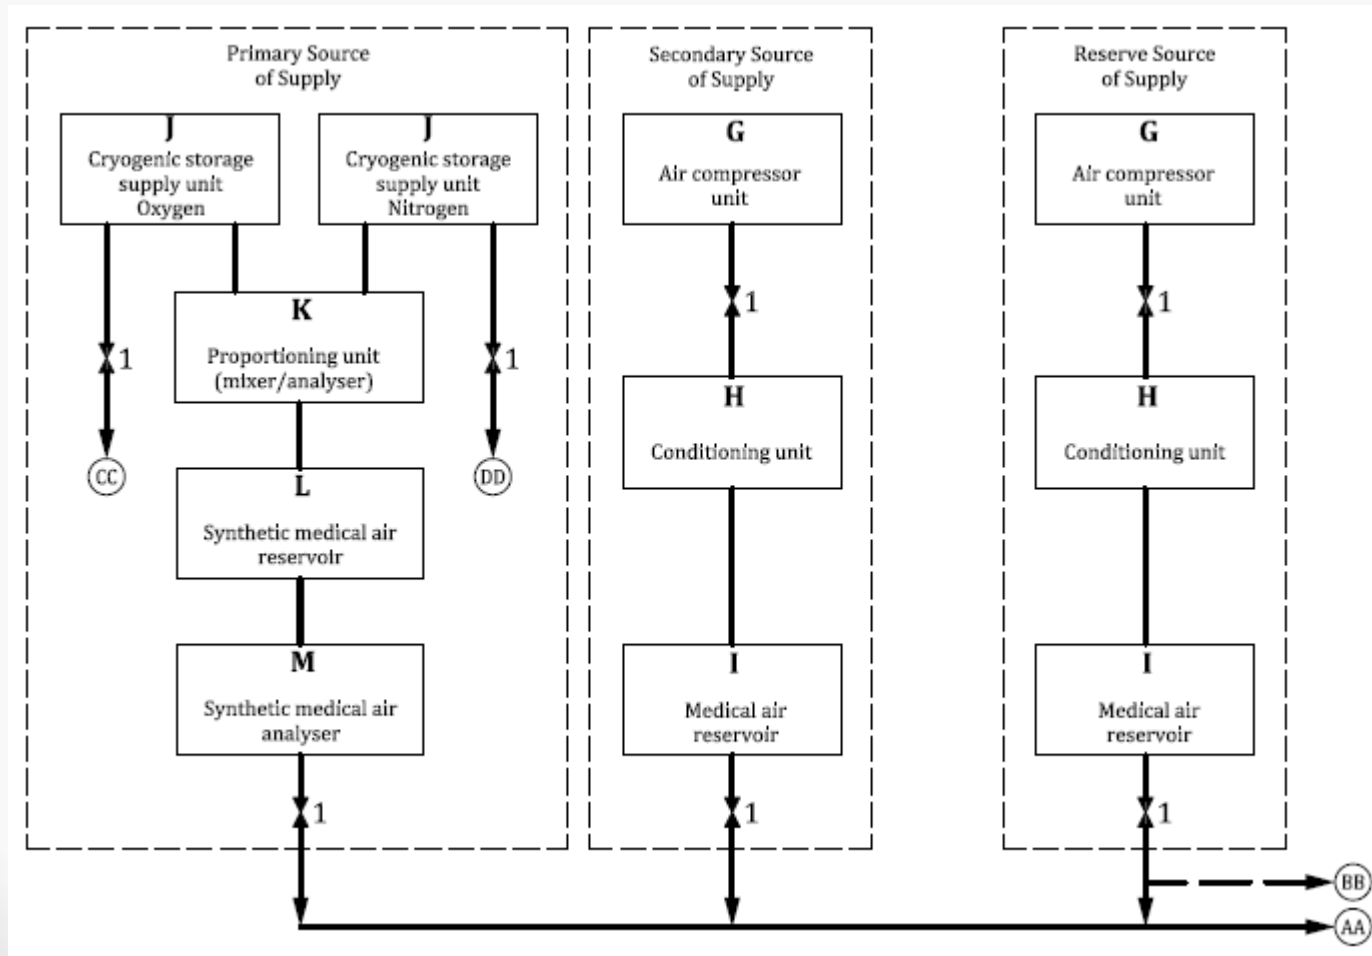 Primary Source
of Supply
J
Cryogenic storage
supply unit
Oxygen
J
Cryogenic storage
supply unit
Nitrogen
1
1
CC
DD
K
Proportioning unit
(mixer/analyser)
L
Synthetic medical air
reservoir
M
Synthetic medical air
analyser
1
Secondary Source
of Supply
G
Air compressor
unit
1
H
Conditioning unit
I
Medical air
reservoir
1
Reserve Source
of Supply
G
Air compressor
unit
1
H
Conditioning unit
I
Medical air
reservoir
1
BB
AA